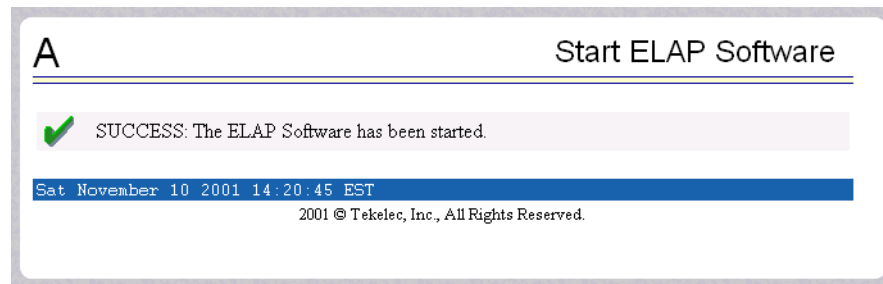 A Start ELAP Software
SUCCESS: The ELAP Software has been started.
Sat November 10 2001 14:20:45 EST
2001 © Tekelec, Inc., All Rights Reserved.